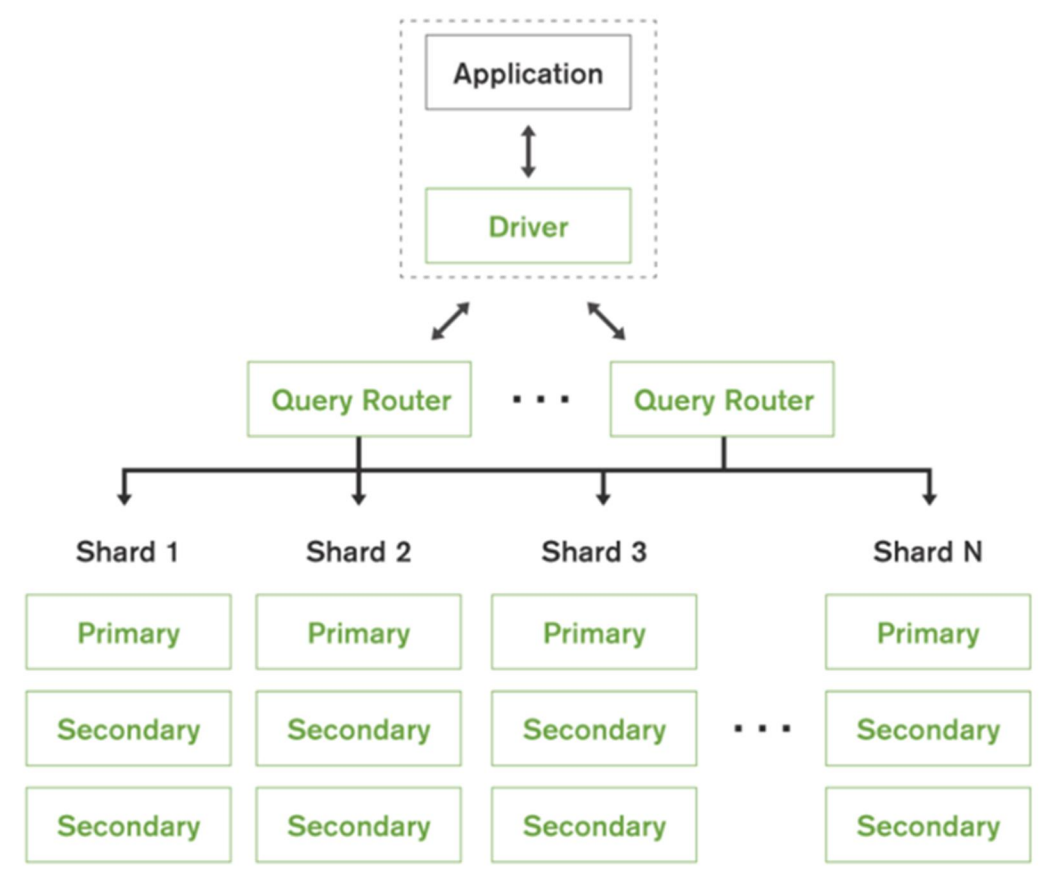 Application
Driver
Query Router ... Query Router
Shard 1 Shard 2 Shard 3 Shard N
Primary Primary Primary Primary
Secondary Secondary Secondary ... Secondary
Secondary Secondary Secondary Secondary